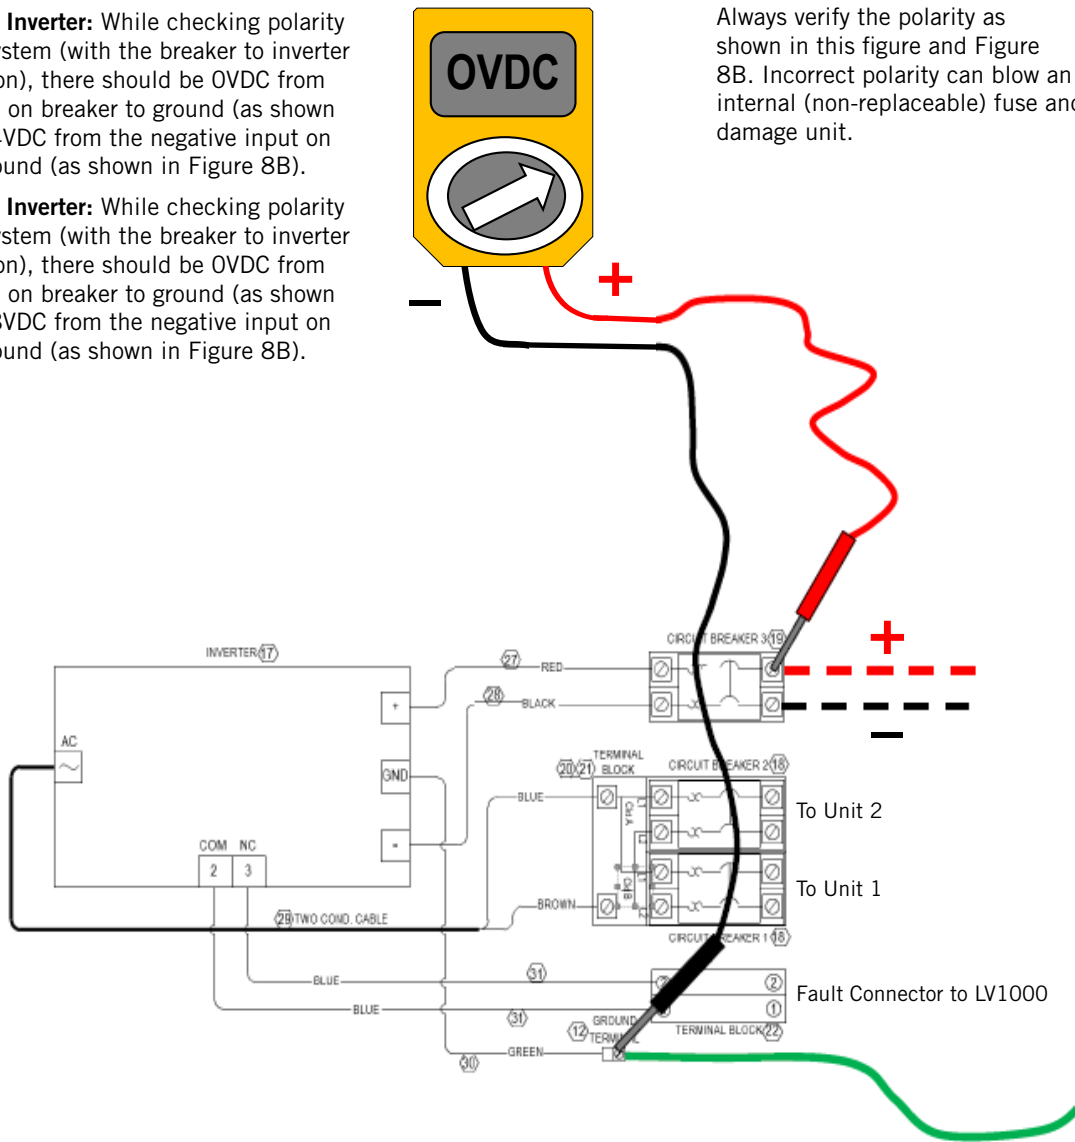 Inverter: While checking polarity
ystem (with the breaker to inverter
on), there should be 0VDC from
on breaker to ground (as shown
VDC from the negative input on
ound (as shown in Figure 8B).
Inverter: While checking polarity
ystem (with the breaker to inverter
on), there should be 0VDC from
on breaker to ground (as shown
VDC from the negative input on
ound (as shown in Figure 8B).
0VDC
Always verify the polarity as
shown in this figure and Figure
8B. Incorrect polarity can blow an
internal (non-replaceable) fuse and
damage unit.
+
−
INVERTER 17
AC
~
+
GND
-
COM NC
2 3
27 RED
28 BLACK
CIRCUIT BREAKER 3 19
+
−
20 21 TERMINAL BLOCK
CIRCUIT BREAKER 2 18
BLUE
L1
Ckt A
L2
To Unit 2
L1
Ckt B
L2
To Unit 1
BROWN
29 TWO COND. CABLE
CIRCUIT BREAKER 1 18
BLUE 31
2
BLUE 31
1
Fault Connector to LV1000
TERMINAL BLOCK 22
12 GROUND TERMINAL
GREEN
30